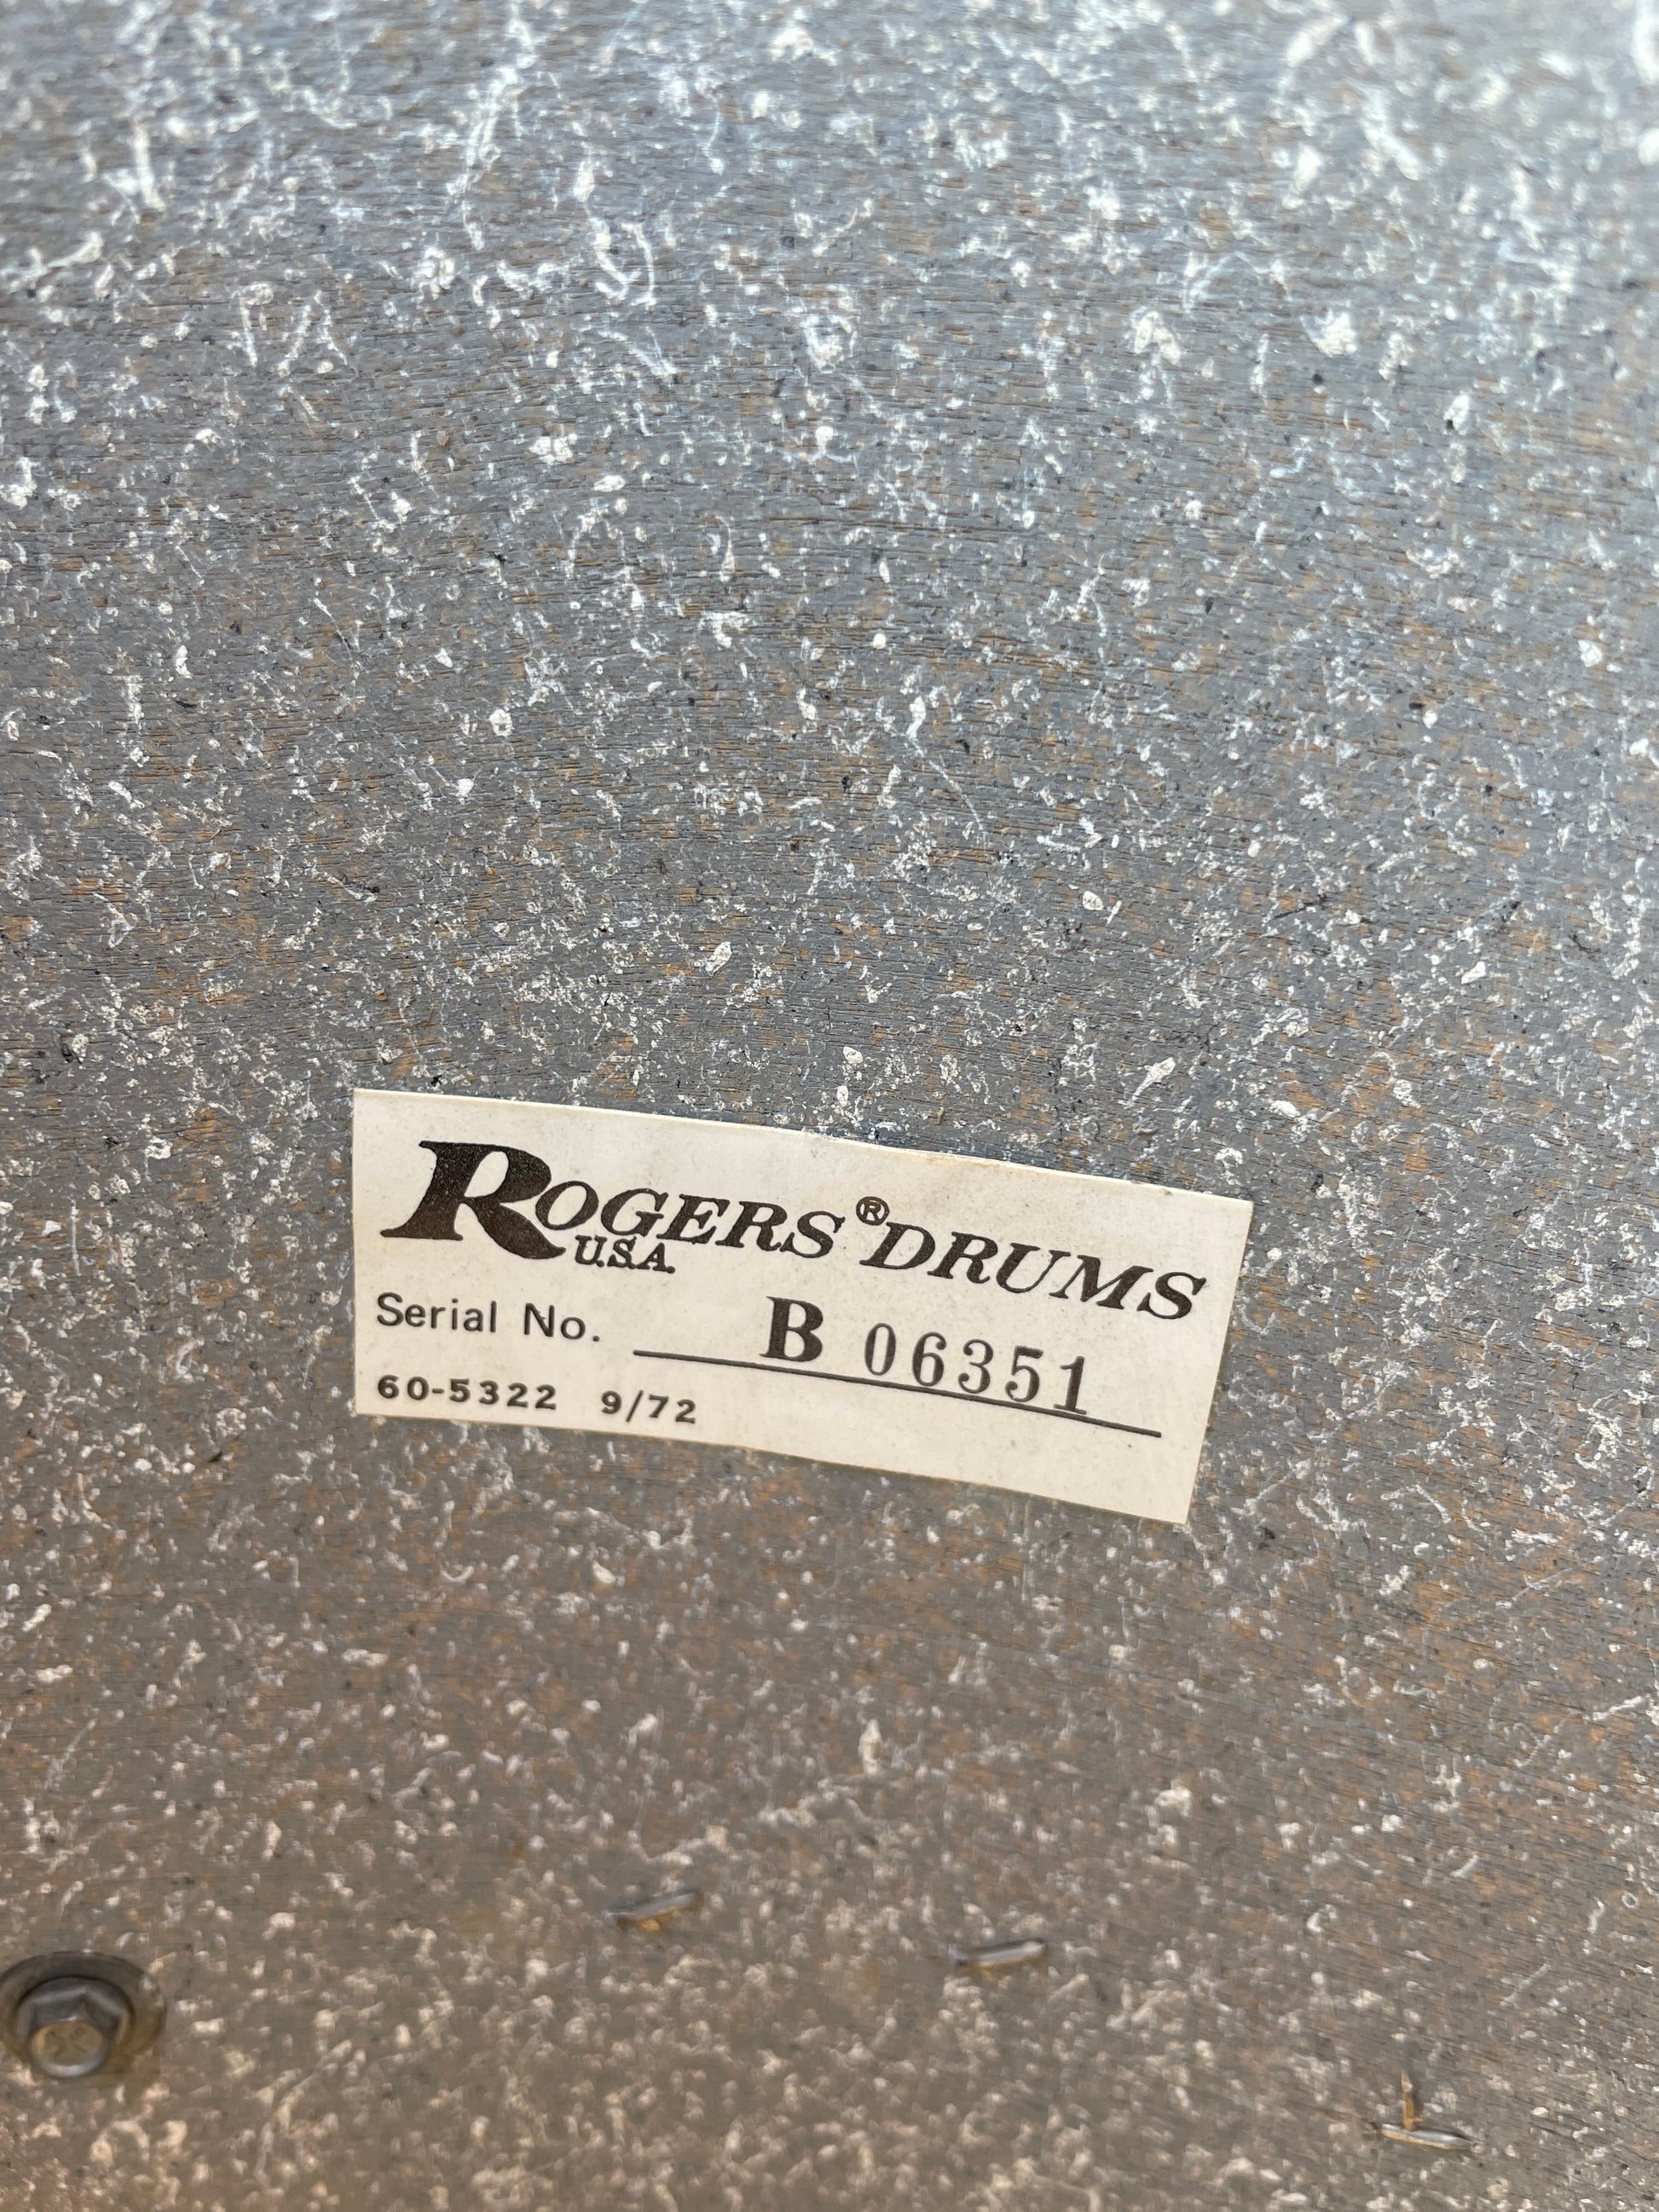 ROGERS® DRUMS
U.S.A.
Serial No. B 06351
60-5322 9/72